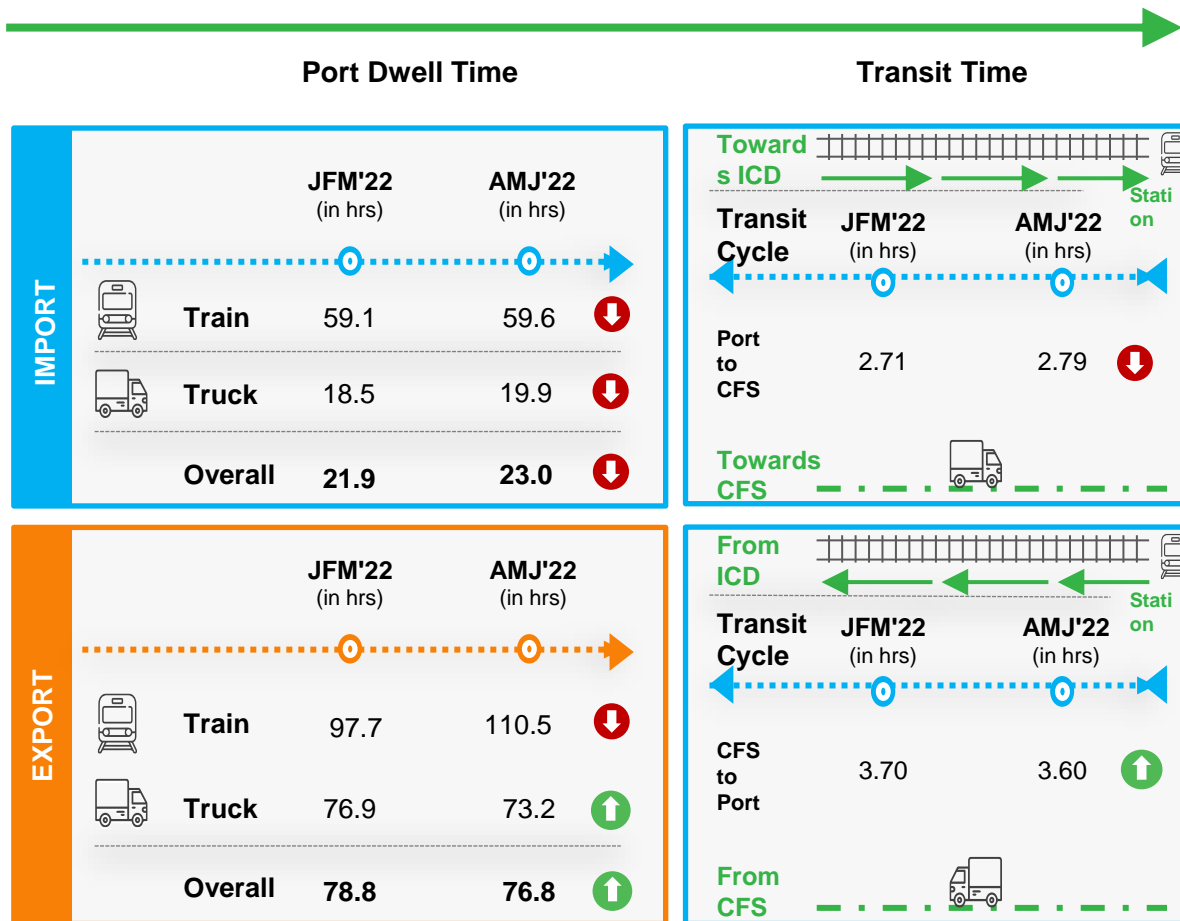 Port Dwell Time
Transit Time
IMPORT
JFM'22
(in hrs)
AMJ'22
(in hrs)
Train 59.1 59.6
Truck 18.5 19.9
Overall 21.9 23.0
Toward
s ICD
Stati
on
Transit
Cycle
JFM'22
(in hrs)
AMJ'22
(in hrs)
Port
to
CFS
2.71 2.79
Towards
CFS
EXPORT
JFM'22
(in hrs)
AMJ'22
(in hrs)
Train 97.7 110.5
Truck 76.9 73.2
Overall 78.8 76.8
From
ICD
Stati
on
Transit
Cycle
JFM'22
(in hrs)
AMJ'22
(in hrs)
CFS
to
Port
3.70 3.60
From
CFS